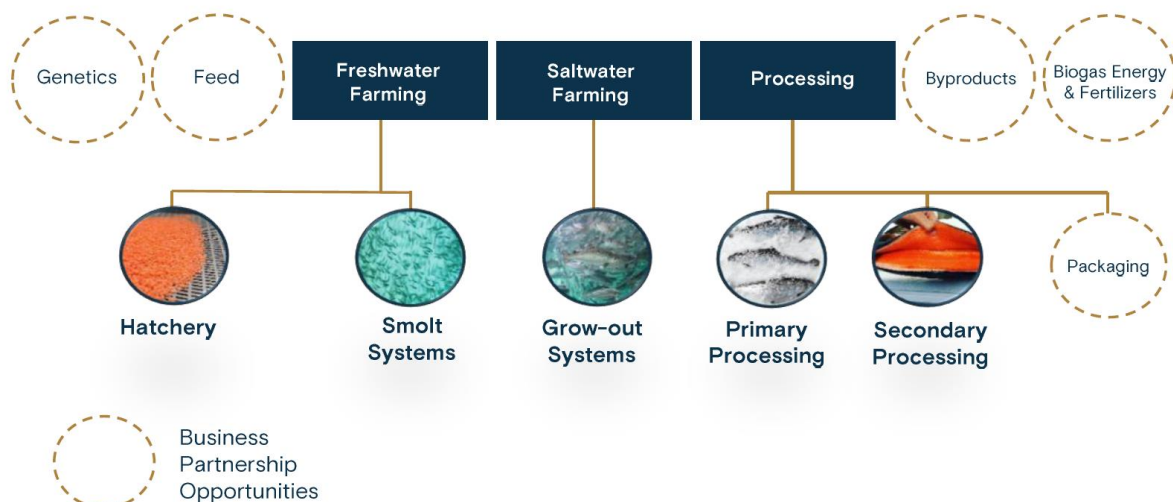 Genetics
Feed
Freshwater
Farming
Saltwater
Farming
Processing
Byproducts
Biogas Energy
& Fertilizers
Hatchery
Smolt
Systems
Grow-out
Systems
Primary
Processing
Secondary
Processing
Packaging
Business
Partnership
Opportunities